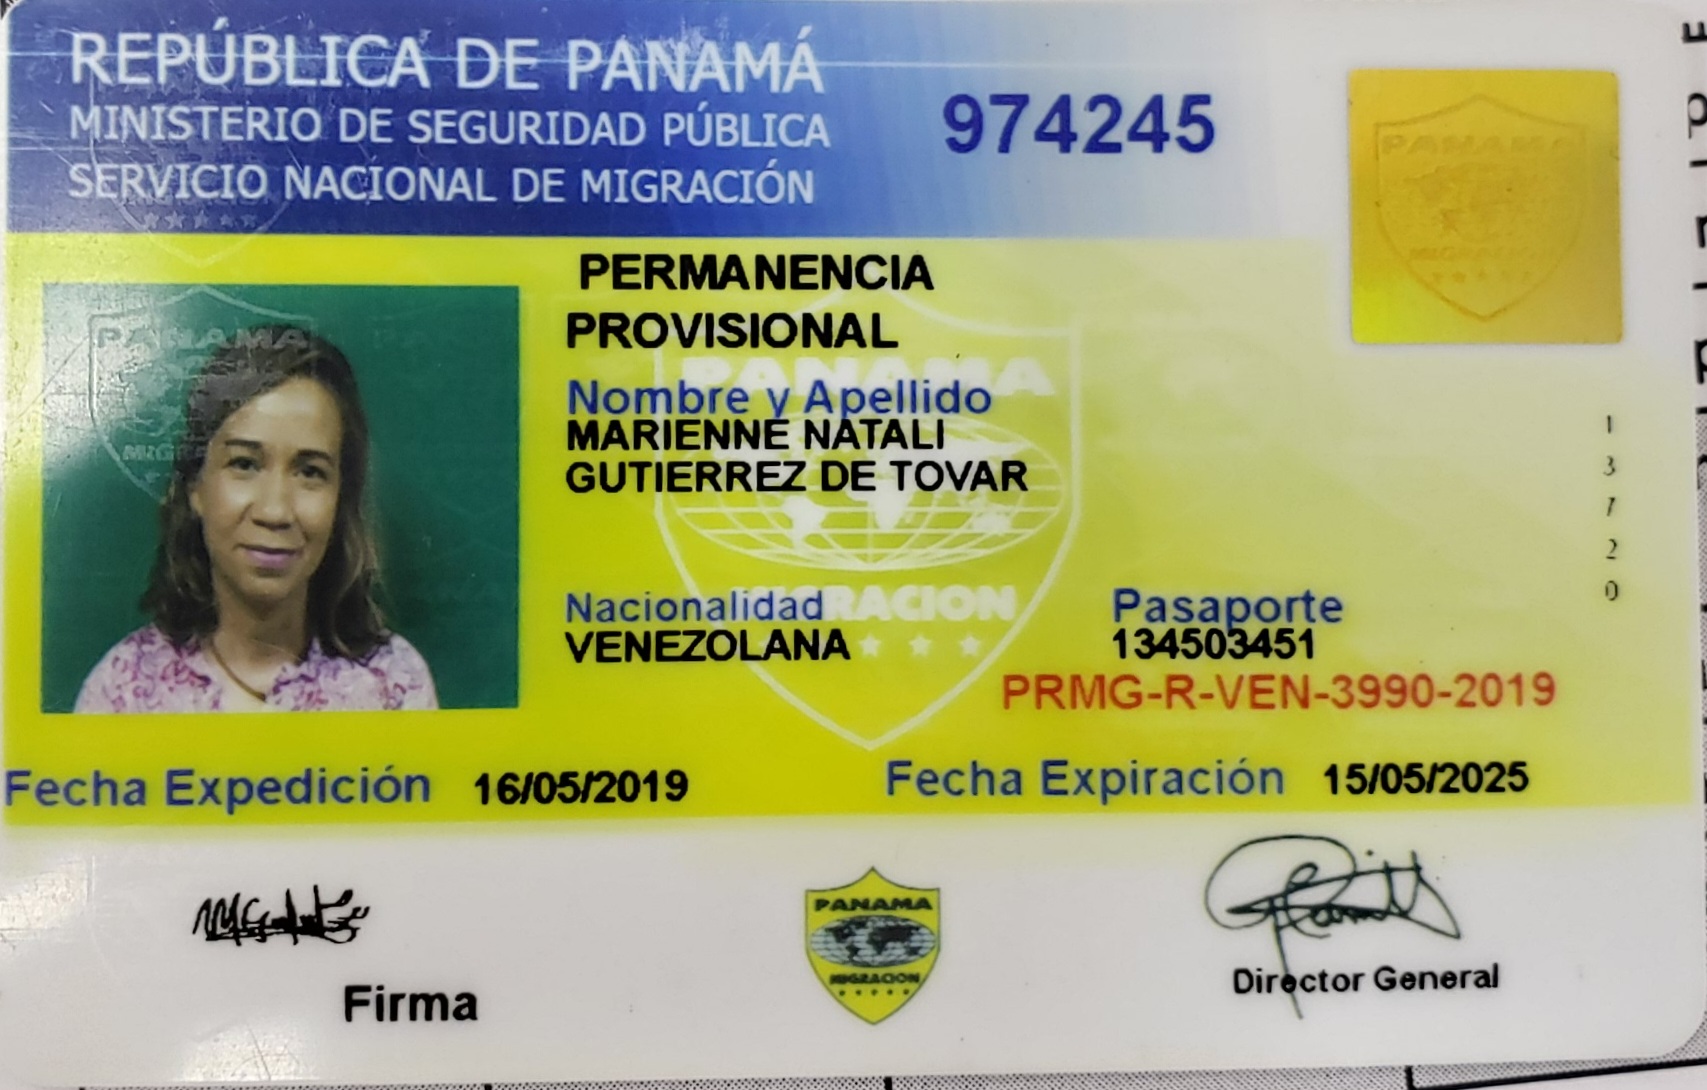 REPÚBLICA DE PANAMÁ
MINISTERIO DE SEGURIDAD PÚBLICA
SERVICIO NACIONAL DE MIGRACIÓN
974245
PANAMA
MIGRACION
PERMANENCIA
PROVISIONAL
Nombre y Apellido
MARIENNE NATALI
GUTIERREZ DE TOVAR
PANAMA
MIGRACION
Nacionalidad
VENEZOLANA
Pasaporte
134503451
PRMG-R-VEN-3990-2019
13720
Fecha Expedición 16/05/2019
Fecha Expiración 15/05/2025
Firma
PANAMA
MIGRACION
Director General